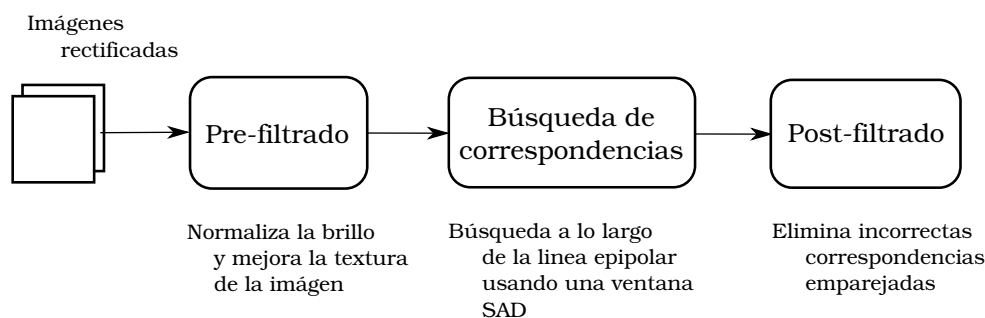 Imágenes
rectificadas
Pre-filtrado
Búsqueda de
correspondencias
Post-filtrado
Normaliza la brillo
y mejora la textura
de la imágen
Búsqueda a lo largo
de la linea epipolar
usando una ventana
SAD
Elimina incorrectas
correspondencias
emparejadas